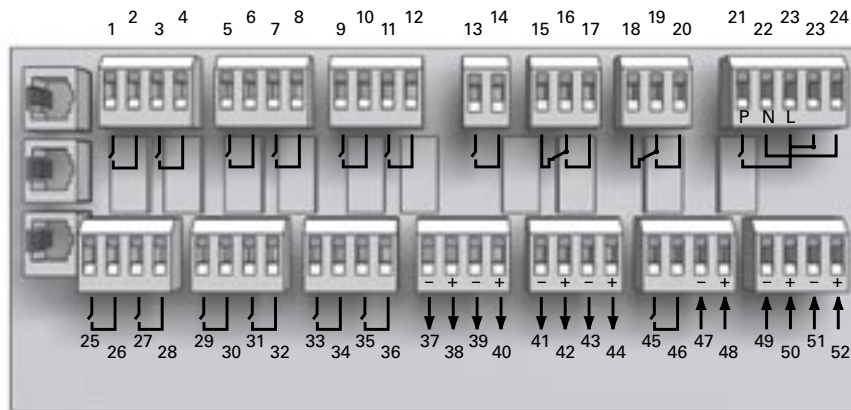 2 4 6 8 10 12 14 16 19 21 23 24
1 3 5 7 9 11 13 15 17 18 20 22 23
P N L
− + − + − + − + − + − + − +
25 27 29 31 33 35 37 39 41 43 45 47 49 51
26 28 30 32 34 36 38 40 42 44 46 48 50 52